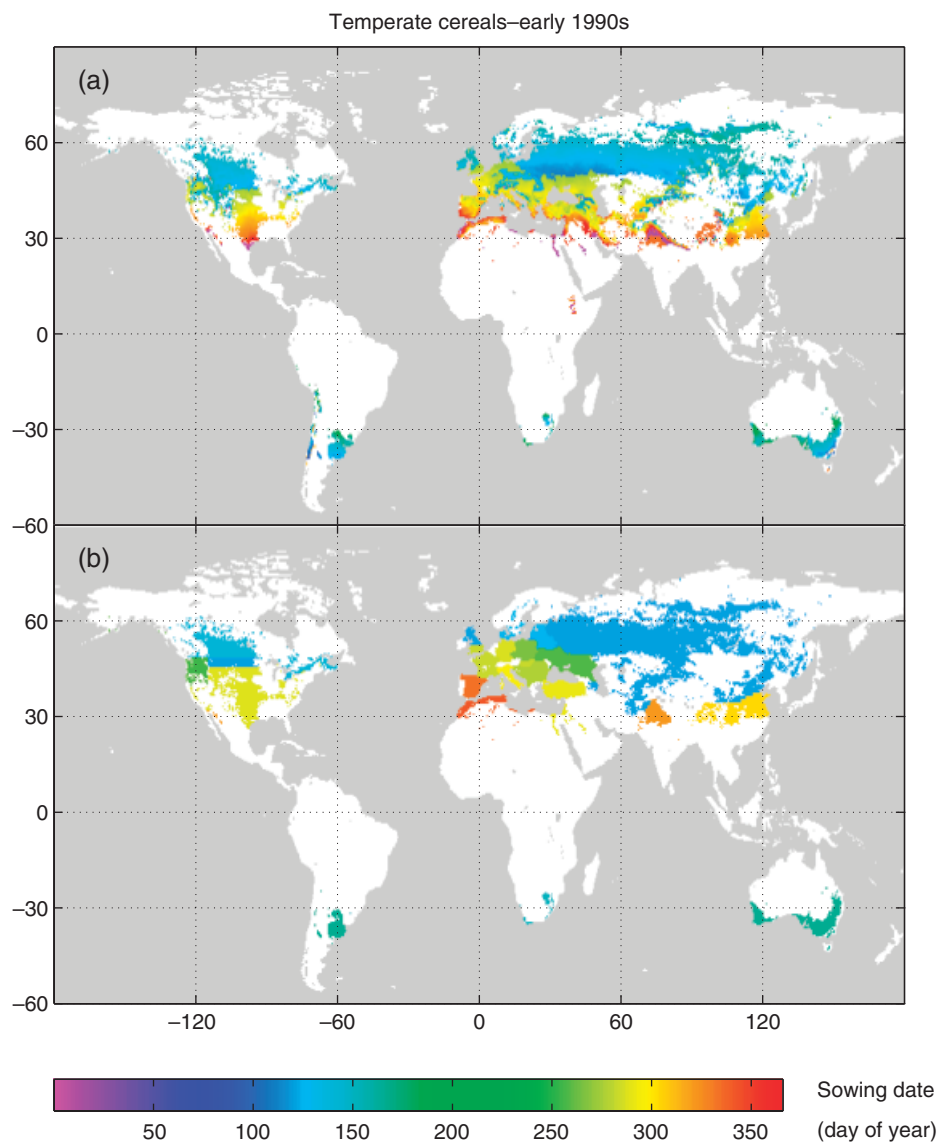 Temperate cereals–early 1990s
(a)
60
30
0
–30
–60
(b)
60
30
0
–30
–60
–120 –60 0 60 120
50 100 150 200 250 300 350
Sowing date
(day of year)